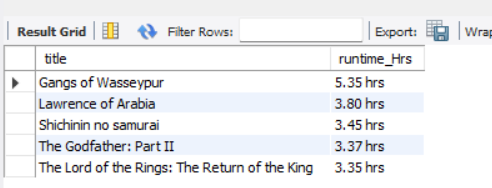 Result Grid Filter Rows: Export: Wrap
title runtime_Hrs
Gangs of Wasseypur 5.35 hrs
Lawrence of Arabia 3.80 hrs
Shichinin no samurai 3.45 hrs
The Godfather: Part II 3.37 hrs
The Lord of the Rings: The Return of the King 3.35 hrs